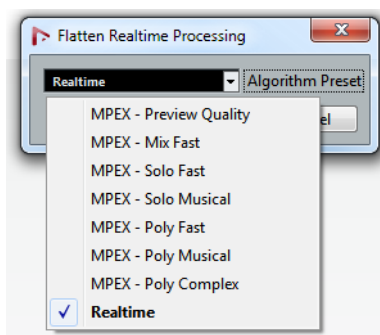 Flatten Realtime Processing
Realtime Algorithm Preset
el
MPEX - Preview Quality
MPEX - Mix Fast
MPEX - Solo Fast
MPEX - Solo Musical
MPEX - Poly Fast
MPEX - Poly Musical
MPEX - Poly Complex
Realtime